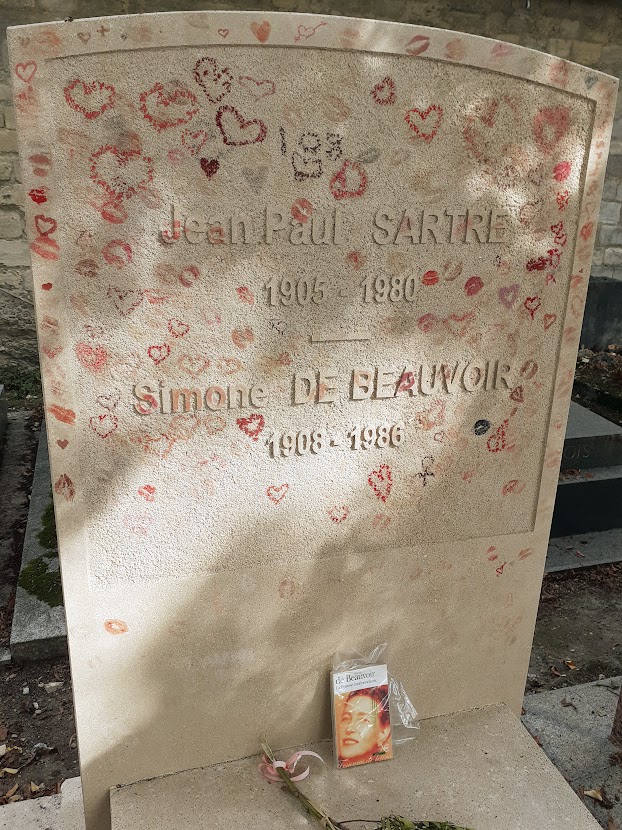 Jean Paul SARTRE
1905 - 1980
Simone DE BEAUVOIR
1908 - 1986
de Beauvoir